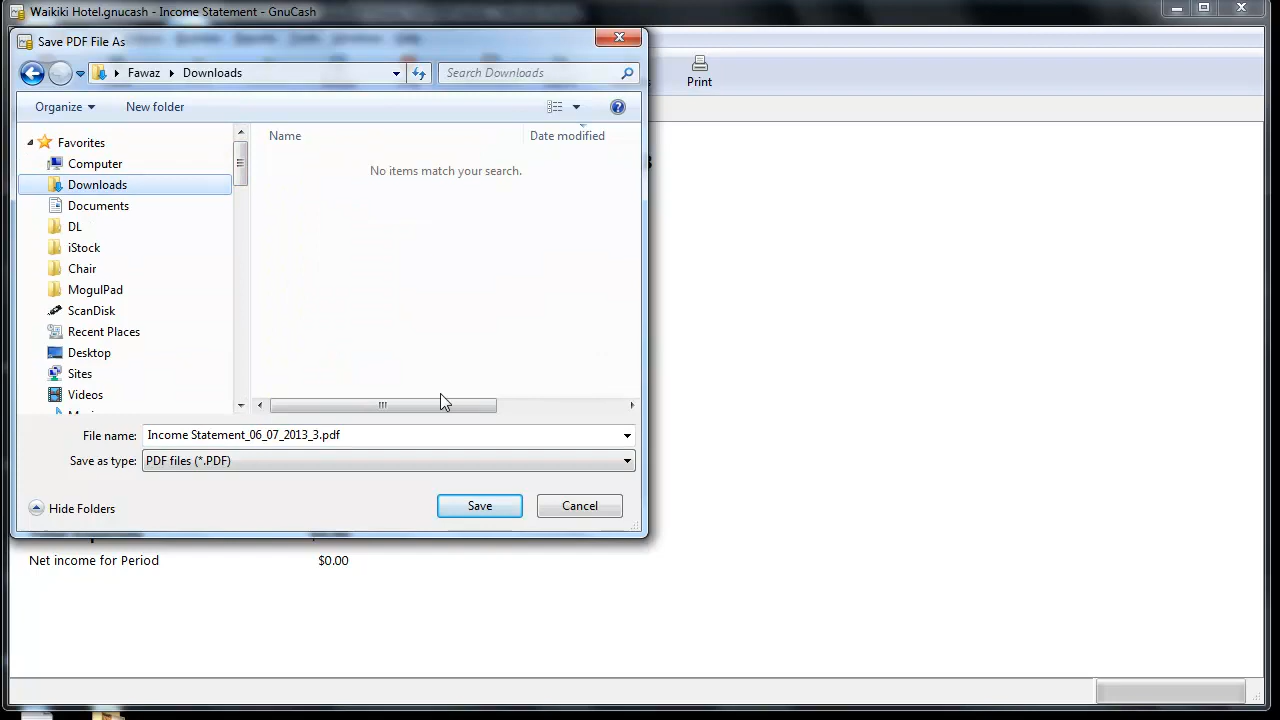 Waikiki Hotel.gnucash - Income Statement - GnuCash
Save PDF File As
Fawaz Downloads
Search Downloads
Print
Organize
New folder
Name
Date modified
No items match your search.
Favorites
Computer
Downloads
Documents
DL
iStock
Chair
MogulPad
ScanDisk
Recent Places
Desktop
Sites
Videos
File name: Income Statement_06_07_2013_3.pdf
Save as type: PDF files (*.PDF)
Hide Folders
Save
Cancel
Net income for Period $0.00